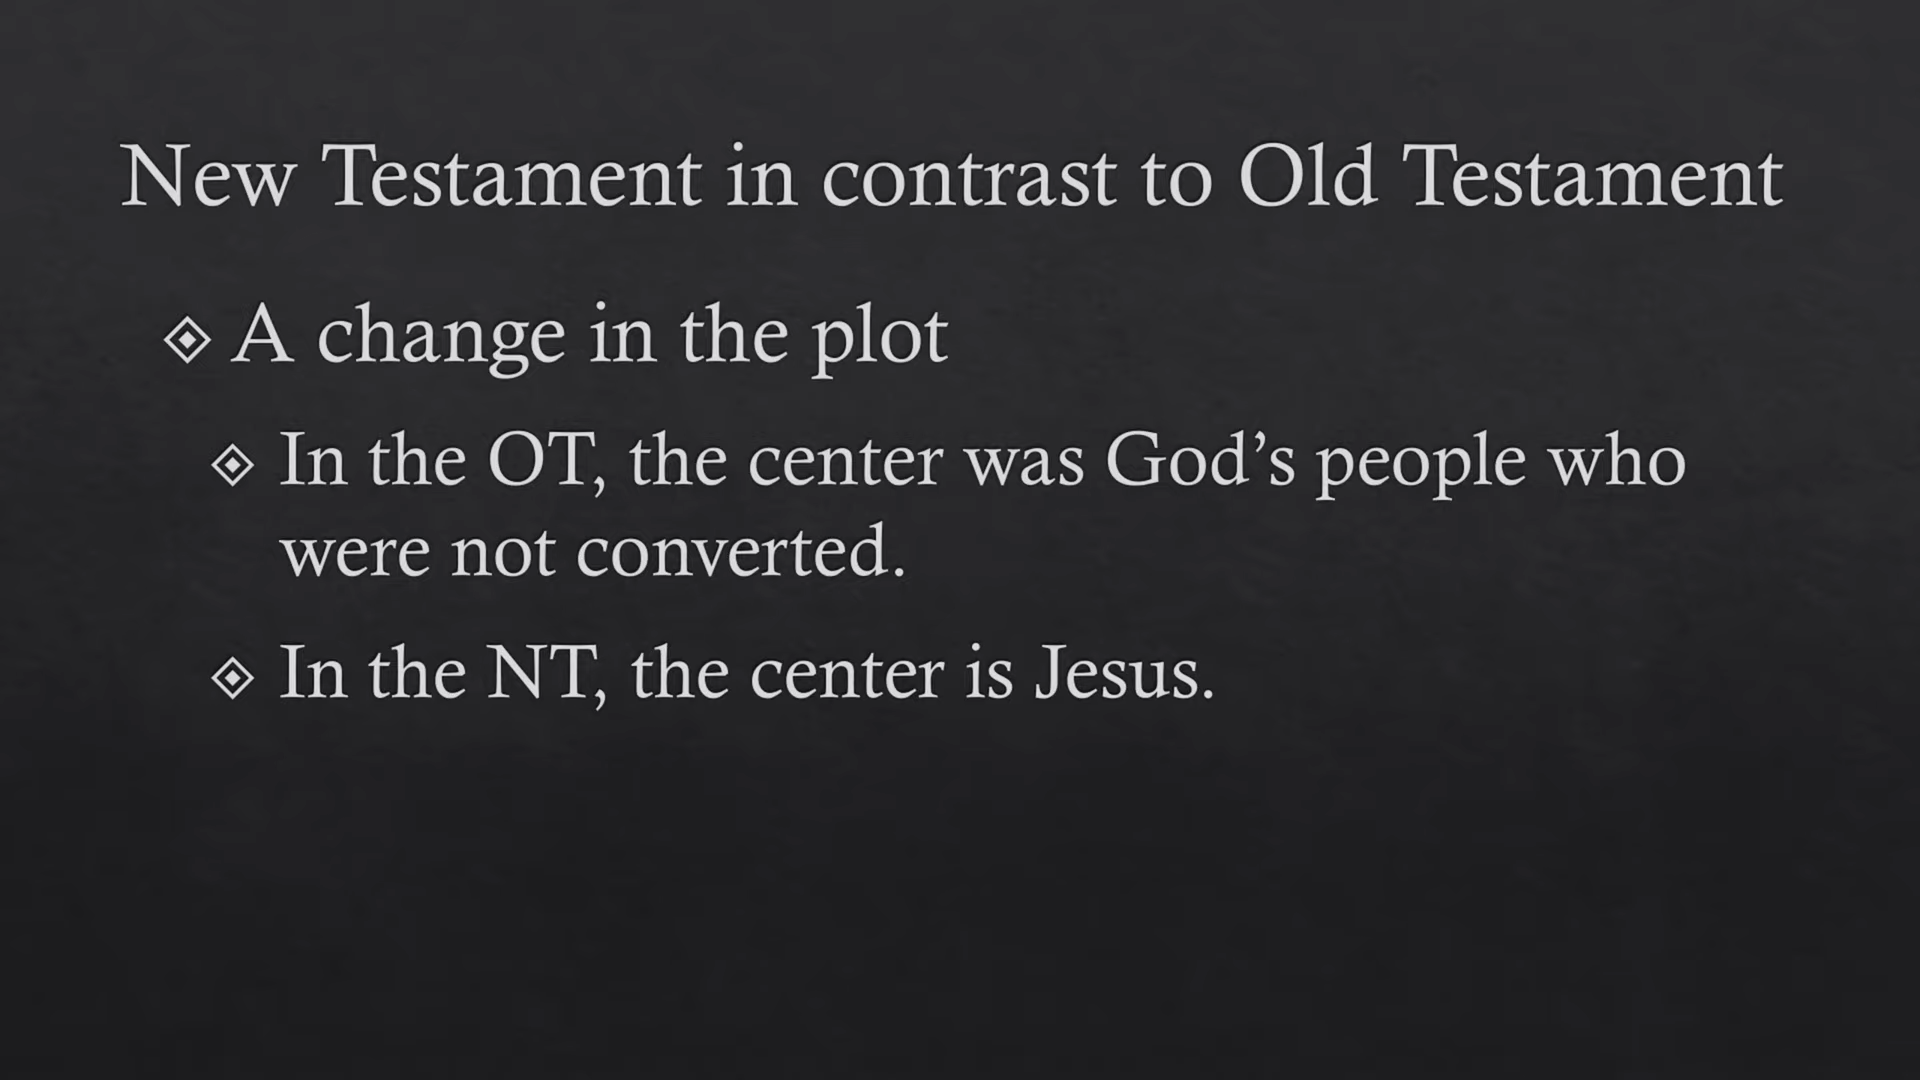 New Testament in contrast to Old Testament
A change in the plot
In the OT, the center was God’s people who
were not converted.
In the NT, the center is Jesus.